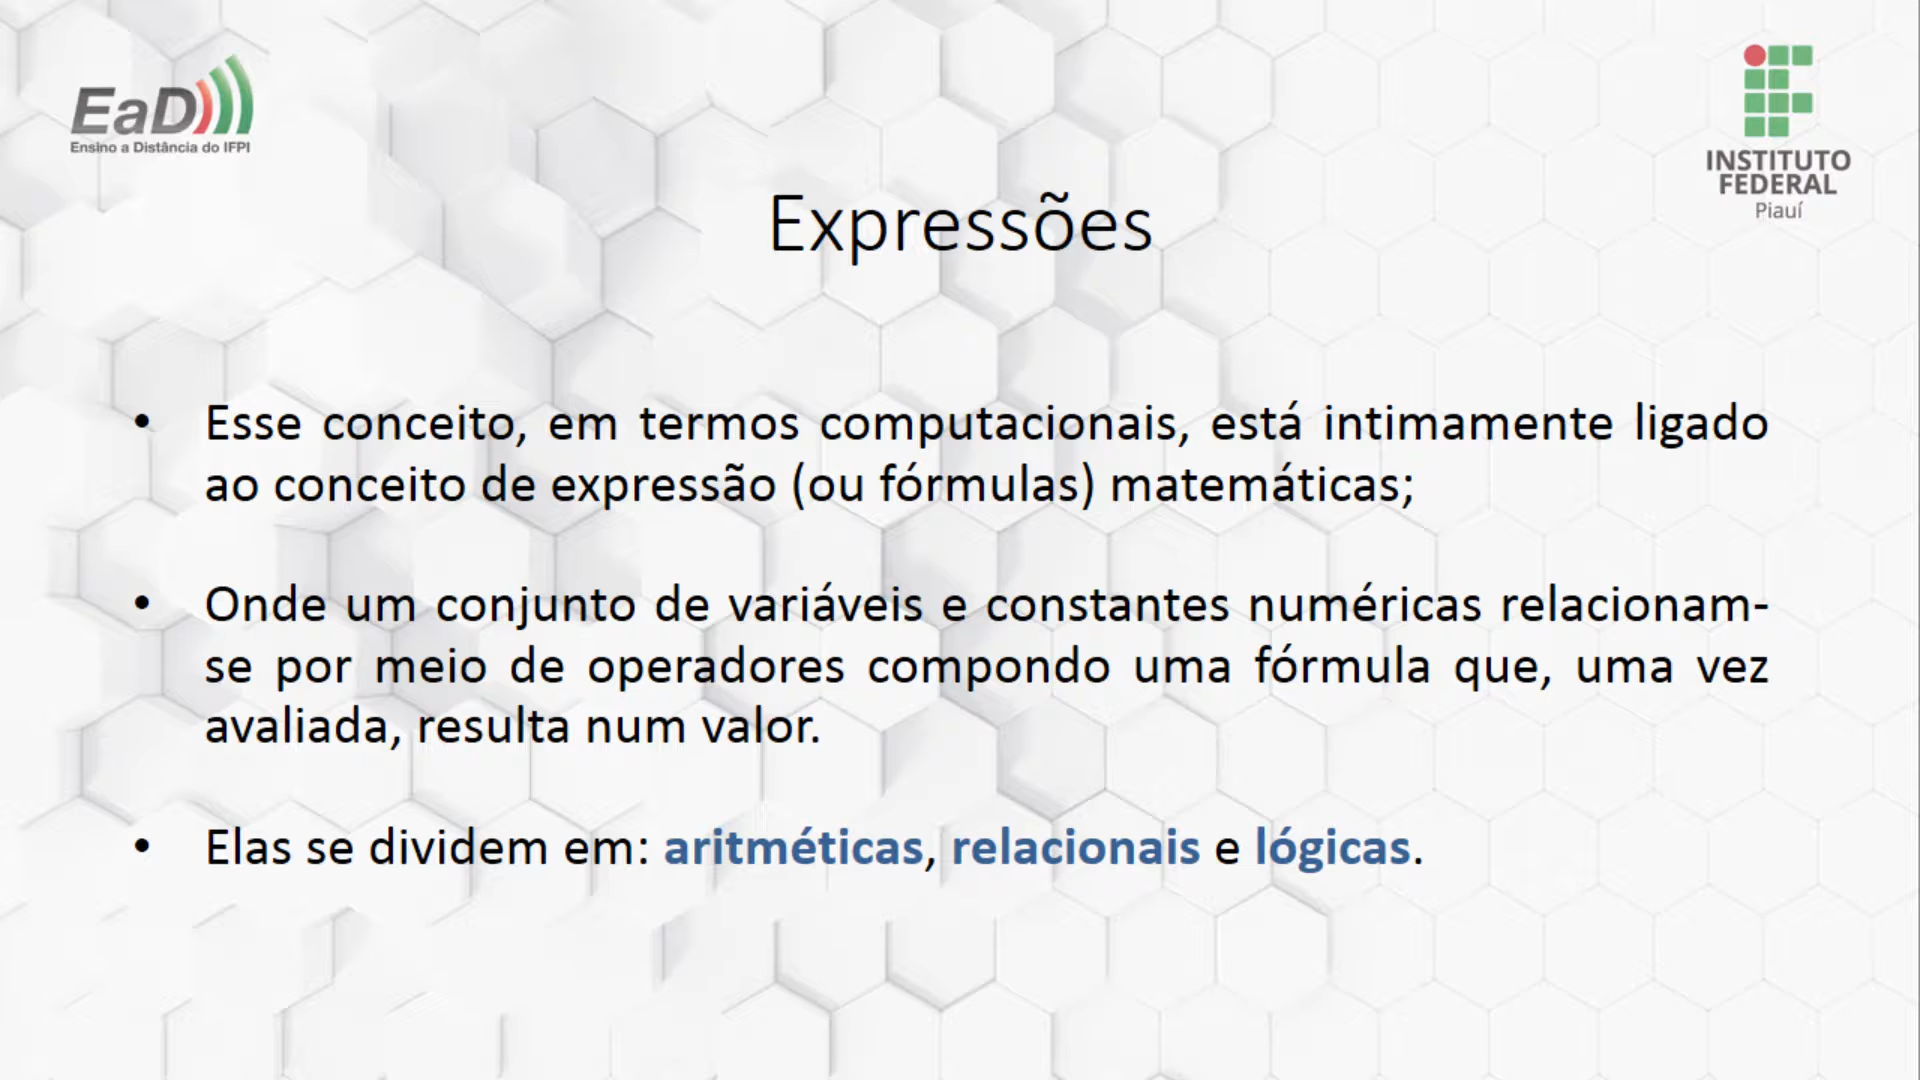 EaD
Ensino a Distância do IFPI
INSTITUTO
FEDERAL
Piauí
Expressões
• Esse conceito, em termos computacionais, está intimamente ligado
ao conceito de expressão (ou fórmulas) matemáticas;
• Onde um conjunto de variáveis e constantes numéricas relacionam-
se por meio de operadores compondo uma fórmula que, uma vez
avaliada, resulta num valor.
• Elas se dividem em: aritméticas, relacionais e lógicas.